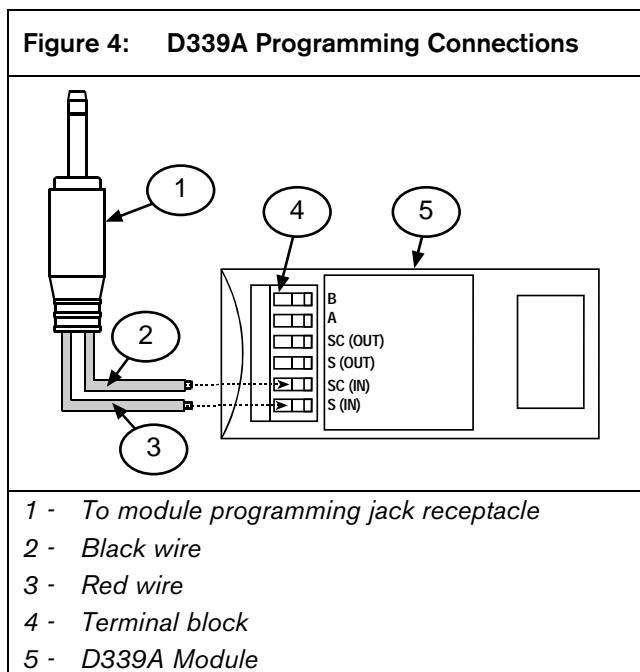 Figure 4: D339A Programming Connections
1
4
5
B
A
SC (OUT)
S (OUT)
SC (IN)
S (IN)
2
3
1 - To module programming jack receptacle
2 - Black wire
3 - Red wire
4 - Terminal block
5 - D339A Module